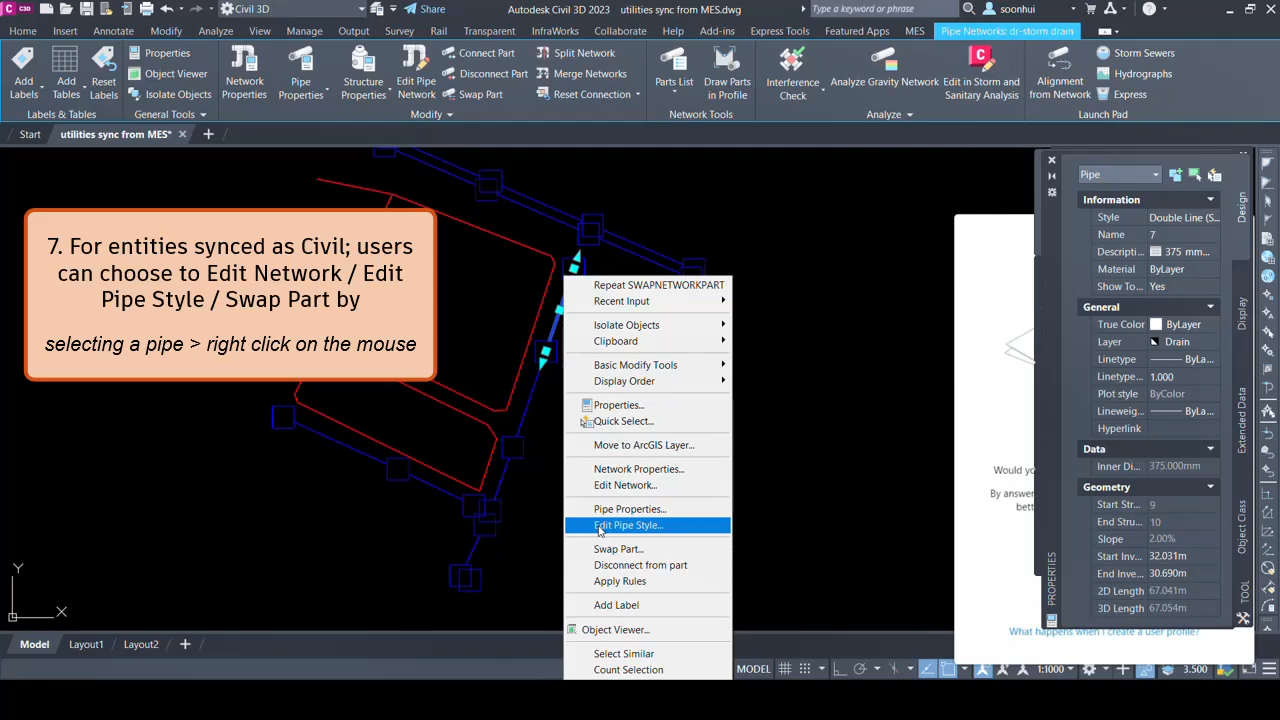 C3D
Civil 3D
Share
Autodesk Civil 3D 2023
utilities sync from MES.dwg
Type a keyword or phrase
soonhui
Home
Insert
Annotate
Modify
Analyze
View
Manage
Output
Survey
Rail
Transparent
InfraWorks
Collaborate
Help
Add-ins
Express Tools
Featured Apps
MES
Pipe Networks: dr-storm drain
Add
Labels
Add
Tables
Reset
Labels
Properties
Object Viewer
Isolate Objects
Network
Properties
Pipe
Properties
Structure
Properties
Edit Pipe
Network
Connect Part
Disconnect Part
Swap Part
Split Network
Merge Networks
Reset Connection
Parts List
Draw Parts
in Profile
Interference
Check
Analyze Gravity Network
Edit in Storm and
Sanitary Analysis
Alignment
from Network
Storm Sewers
Hydrographs
Express
Labels & Tables
General Tools
Modify
Network Tools
Analyze
Launch Pad
Start
utilities sync from MES*
7. For entities synced as Civil; users
can choose to Edit Network / Edit
Pipe Style / Swap Part by
selecting a pipe > right click on the mouse
Repeat SWAPNETWORKPART
Recent Input
Isolate Objects
Clipboard
Basic Modify Tools
Display Order
Properties...
Quick Select...
Move to ArcGIS Layer...
Network Properties...
Edit Network...
Pipe Properties...
Edit Pipe Style...
Swap Part...
Disconnect from part
Apply Rules
Add Label
Object Viewer...
Select Similar
Count Selection
Would yo
By answer
bett
What happens when I create a user profile?
Pipe
Information
Style Double Line (S...
Name 7
Descripti... 375 mm...
Material ByLayer
Show To... Yes
General
True Color ByLayer
Layer Drain
Linetype ByLa...
Linetype... 1.000
Plot style ByColor
Lineweig... ByLa...
Hyperlink
Data
Inner Di... 375.000mm
Geometry
Start Str... 9
End Stru... 10
Slope 2.00%
Start Inv... 32.031m
End Inve... 30.690m
2D Length 67.041m
3D Length 67.054m
Design
Display
Extended Data
Object Class
PROPERTIES
TOOL
Y
X
Model
Layout1
Layout2
MODEL
1:1000
3.500